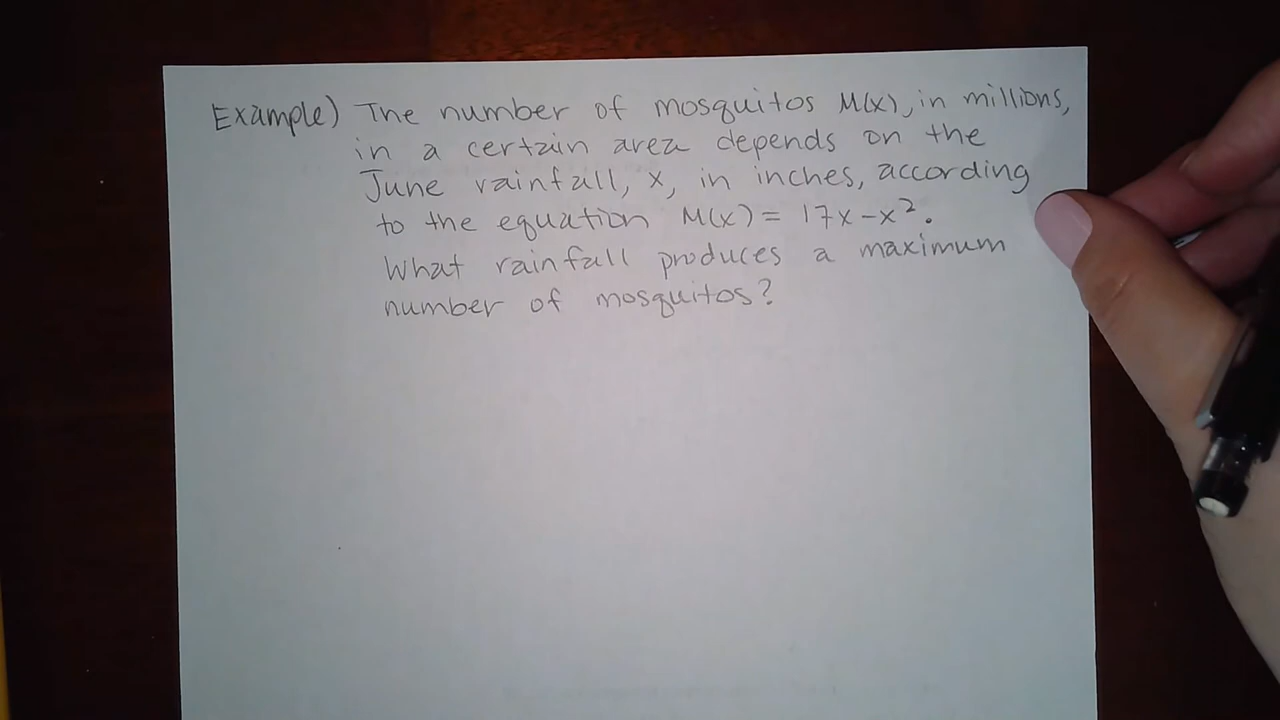 Example) The number of mosquitos M(x), in millions,
in a certain area depends on the
June rainfall, x, in inches, according
to the equation M(x) = 17x-x².
What rainfall produces a maximum
number of mosquitos?